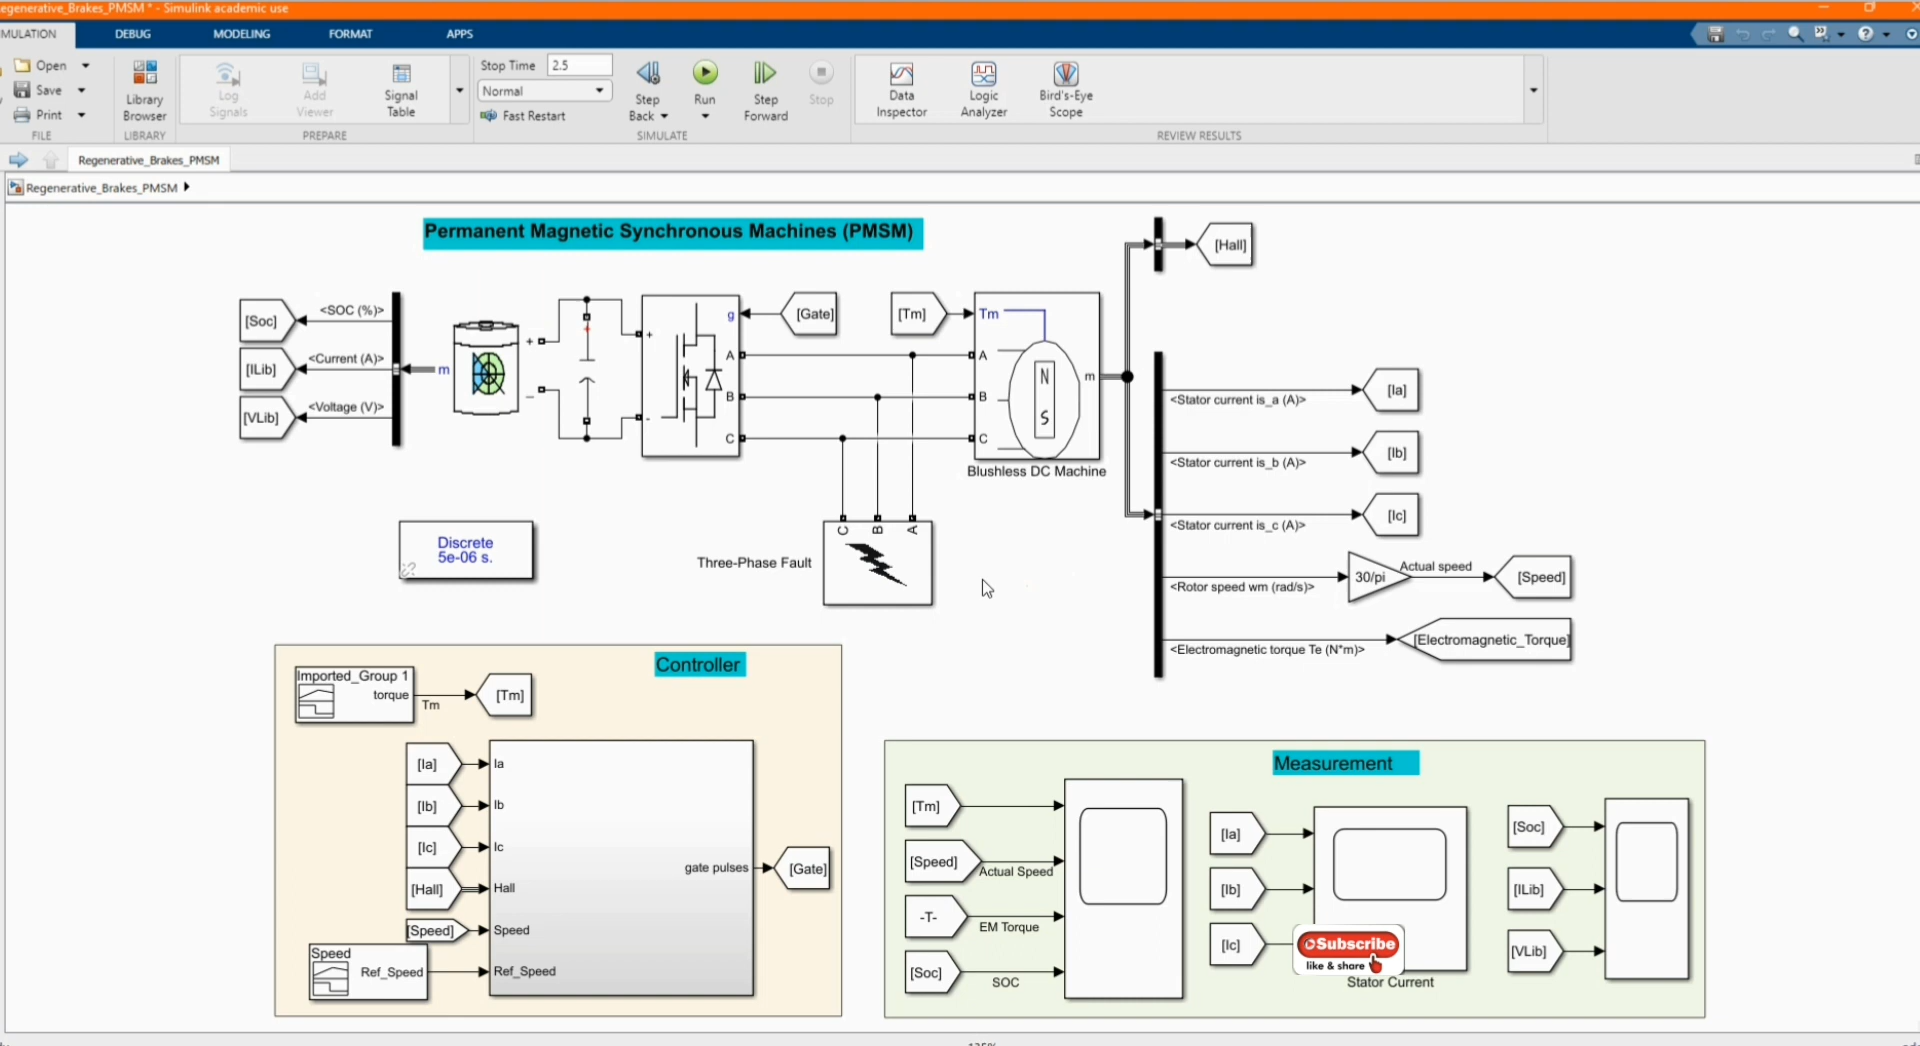 egenerative_Brakes_PMSM * - Simulink academic use
MULATION DEBUG MODELING FORMAT APPS
Open
Save
Print
FILE
Library
Browser
LIBRARY
Log
Signals
Add
Viewer
Signal
Table
PREPARE
Stop Time 2.5
Normal
Fast Restart
Step
Back
Run
Step
Forward
Stop
SIMULATE
Data
Inspector
Logic
Analyzer
Bird's-Eye
Scope
REVIEW RESULTS
Regenerative_Brakes_PMSM
Regenerative_Brakes_PMSM
Permanent Magnetic Synchronous Machines (PMSM)
[Hall]
[Soc] <SOC (%)>
[ILib] <Current (A)>
[VLib] <Voltage (V)>
m
+
−
+
-
g
A
B
C
[Gate]
[Tm]
Tm
A
B
C
N
S
m
Blushless DC Machine
<Stator current is_a (A)> [Ia]
<Stator current is_b (A)> [Ib]
<Stator current is_c (A)> [Ic]
<Rotor speed wm (rad/s)> 30/pi Actual speed [Speed]
<Electromagnetic torque Te (N*m)> [Electromagnetic_Torque]
Discrete
5e-06 s.
Three-Phase Fault
C B A
Controller
Imported_Group 1
torque
Tm
[Tm]
[Ia] Ia
[Ib] Ib
[Ic] Ic
[Hall] Hall
[Speed] Speed
Speed
Ref_Speed Ref_Speed
gate pulses [Gate]
Measurement
[Tm]
[Speed] Actual Speed
-T- EM Torque
[Soc] SOC
[Ia]
[Ib]
[Ic]
Subscribe
like & share
Stator Current
[Soc]
[ILib]
[VLib]